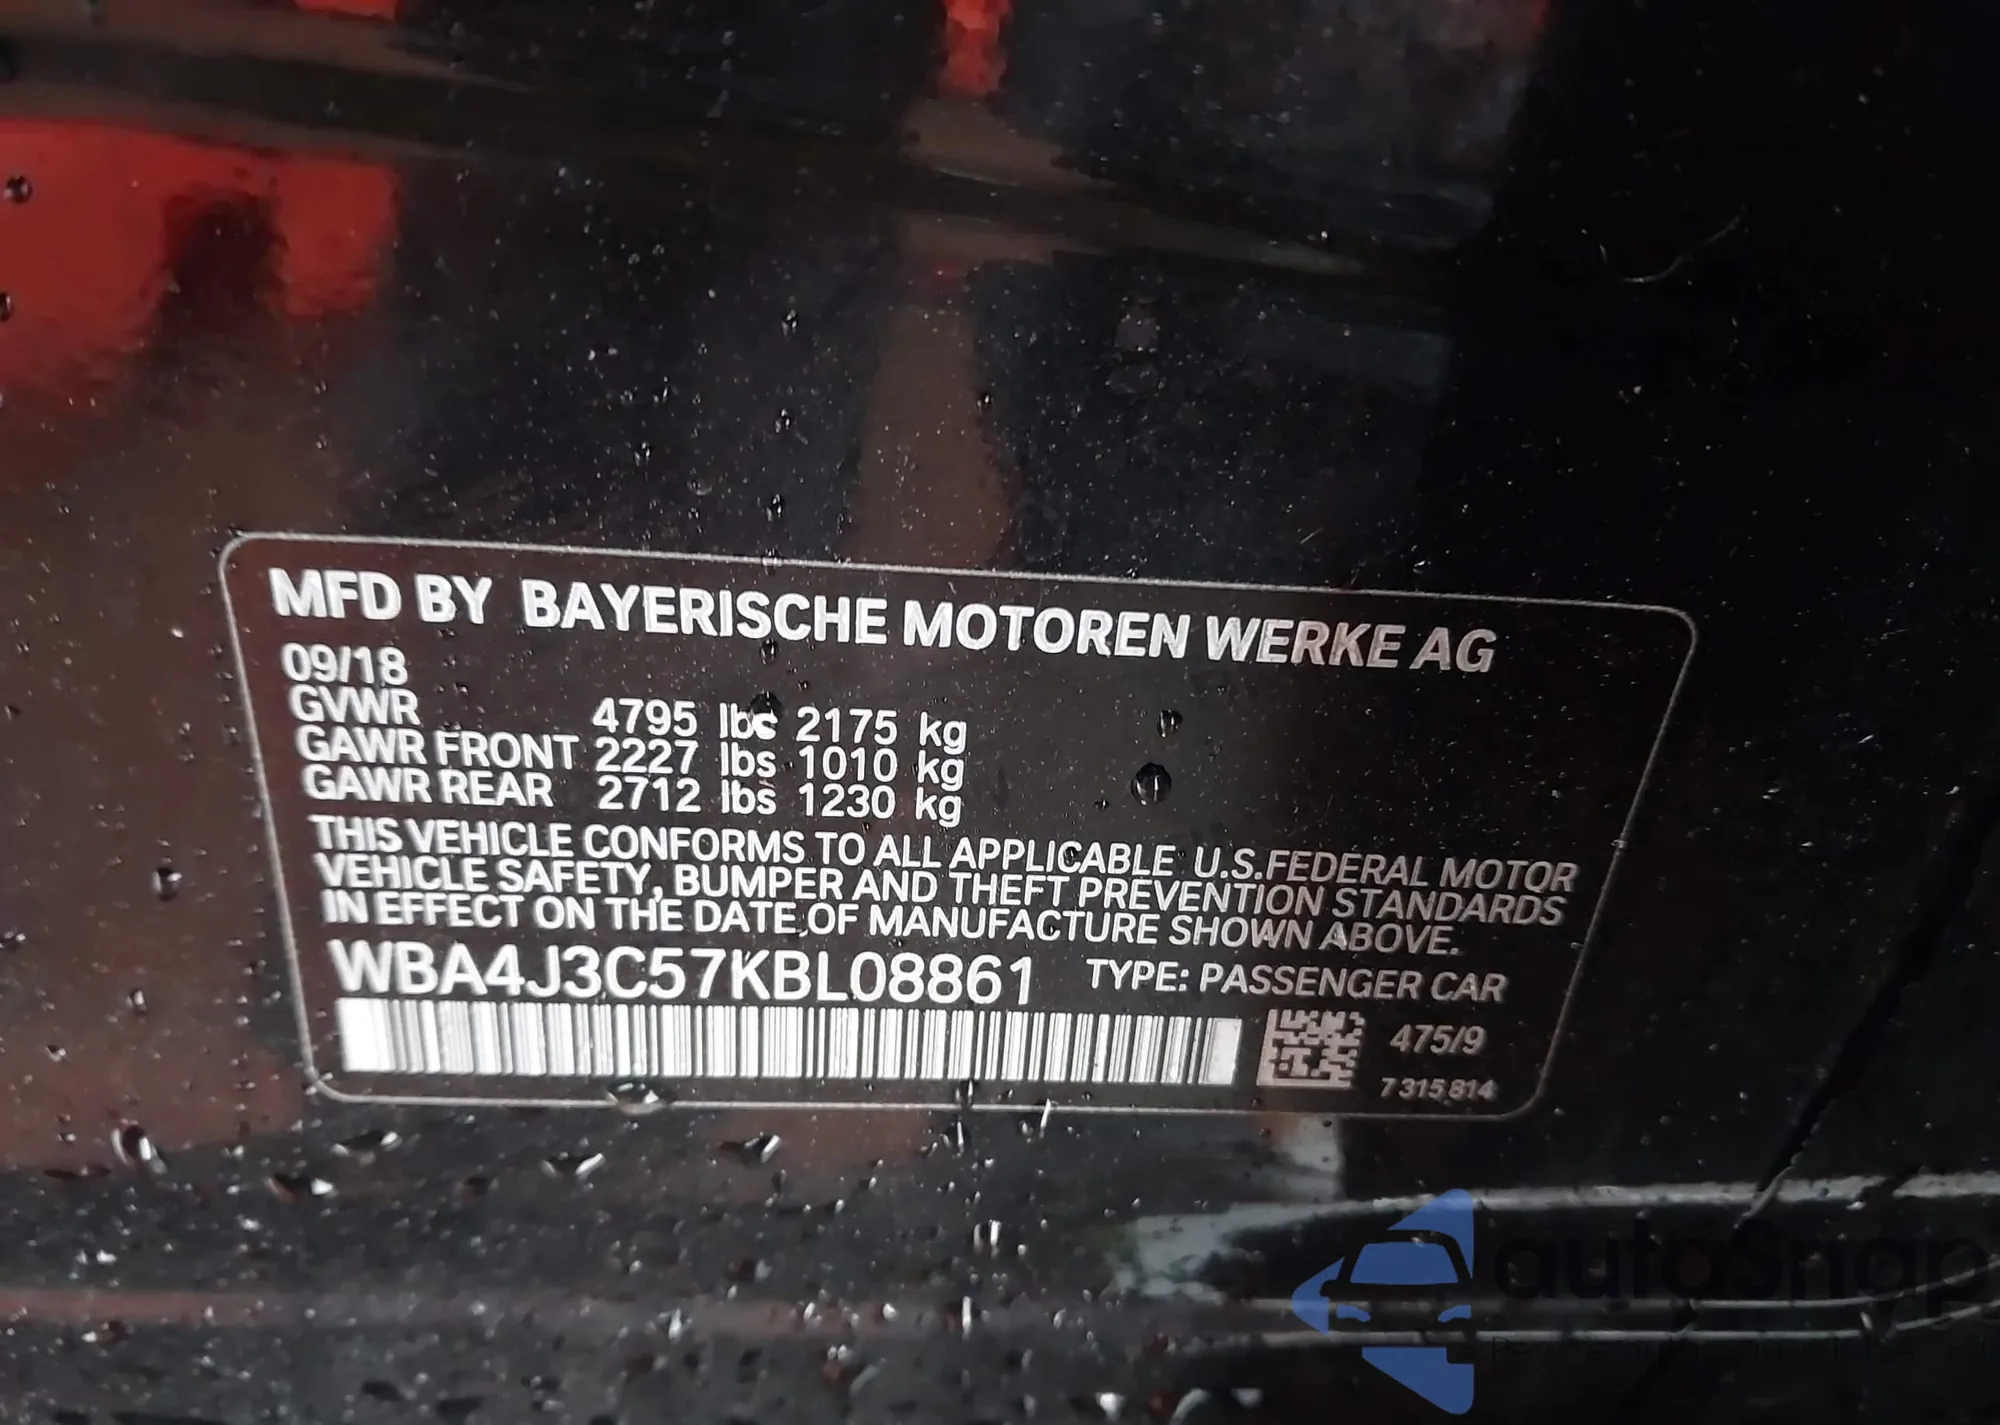 MFD BY BAYERISCHE MOTOREN WERKE AG
09/18
GVWR 4795 lbs 2175 kg
GAWR FRONT 2227 lbs 1010 kg
GAWR REAR 2712 lbs 1230 kg
THIS VEHICLE CONFORMS TO ALL APPLICABLE U.S.FEDERAL MOTOR
VEHICLE SAFETY, BUMPER AND THEFT PREVENTION STANDARDS
IN EFFECT ON THE DATE OF MANUFACTURE SHOWN ABOVE.
WBA4J3C57KBL08861 TYPE: PASSENGER CAR
475/9
7 315 814
autoSnap